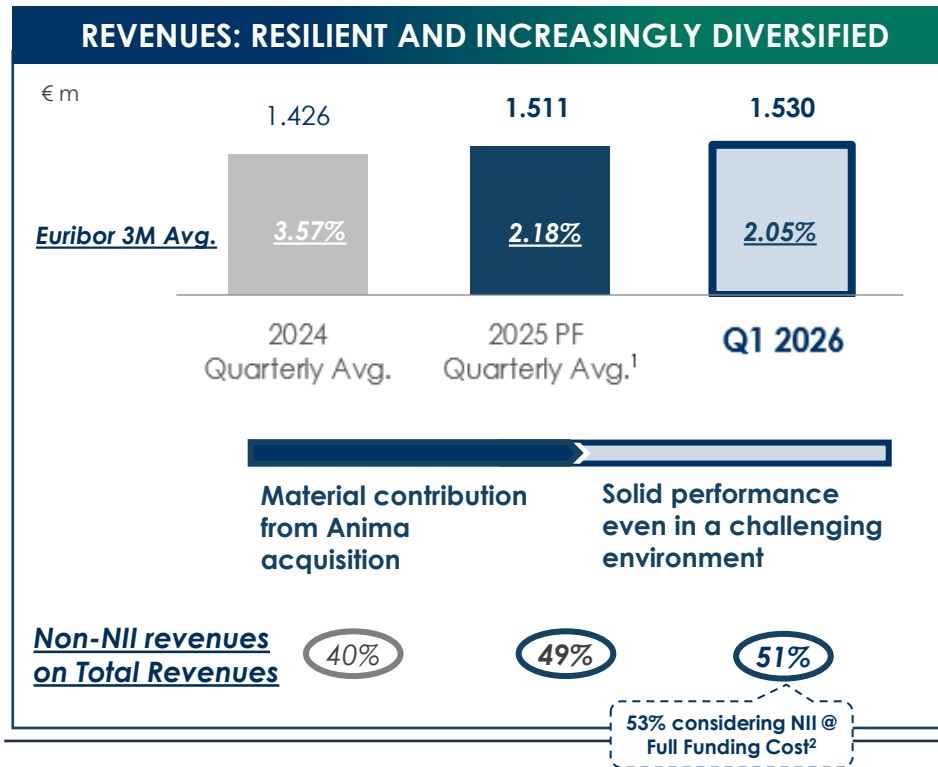 REVENUES: RESILIENT AND INCREASINGLY DIVERSIFIED
€ m
1.426
1.511
1.530
Euribor 3M Avg.
3.57%
2.18%
2.05%
2024
Quarterly Avg.
2025 PF
Quarterly Avg.¹
Q1 2026
Material contribution
from Anima
acquisition
Solid performance
even in a challenging
environment
Non-NII revenues
on Total Revenues
40%
49%
51%
53% considering NII @
Full Funding Cost²